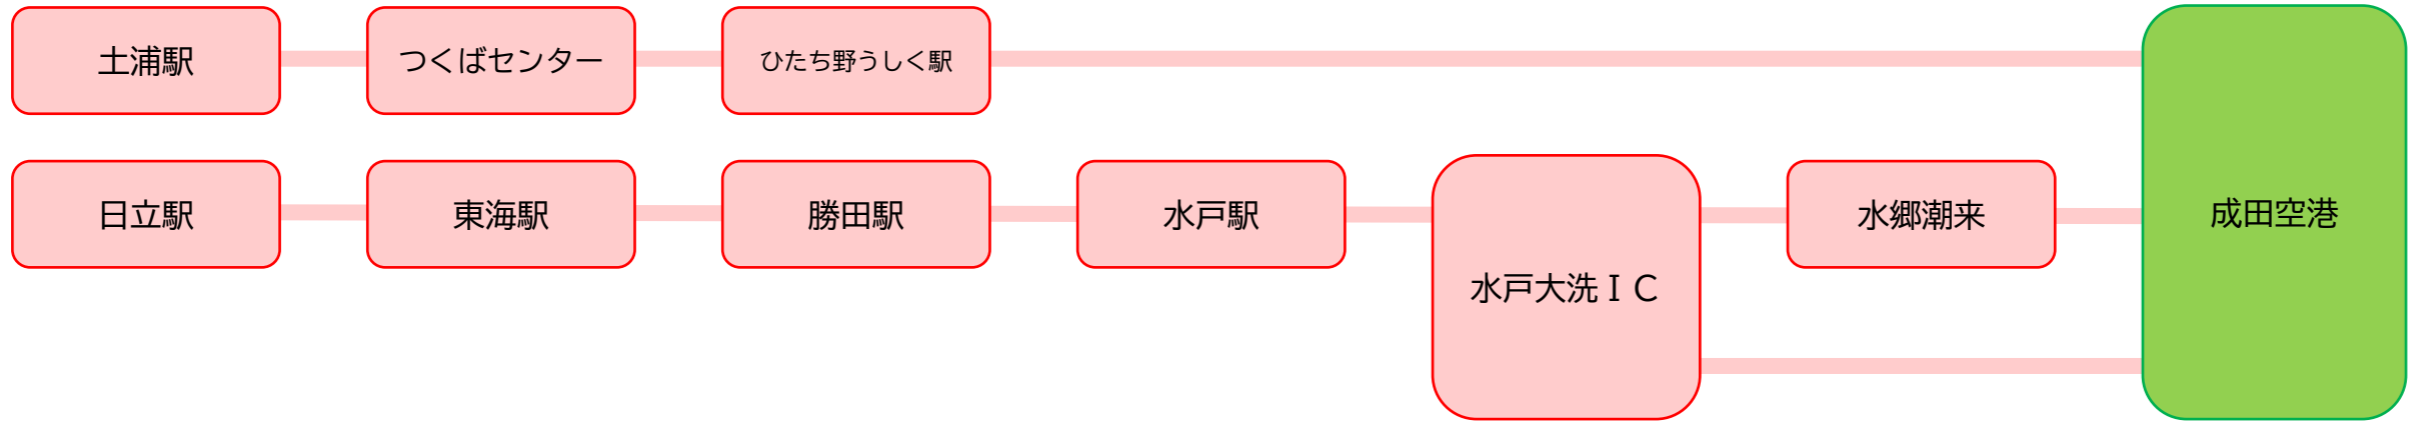 土浦駅
つくばセンター
ひたち野うしく駅
日立駅
東海駅
勝田駅
水戸駅
水戸大洗ＩＣ
水郷潮来
成田空港